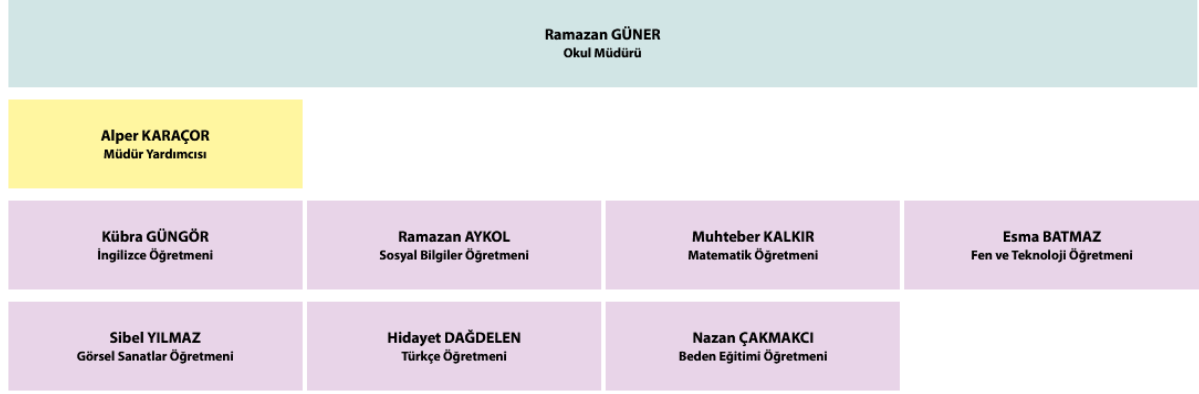 Ramazan GÜNER
Okul Müdürü
Alper KARAÇOR
Müdür Yardımcısı
Kübra GÜNGÖR
İngilizce Öğretmeni
Ramazan AYKOL
Sosyal Bilgiler Öğretmeni
Muhteber KALKIR
Matematik Öğretmeni
Esma BATMAZ
Fen ve Teknoloji Öğretmeni
Sibel YILMAZ
Görsel Sanatlar Öğretmeni
Hidayet DAĞDELEN
Türkçe Öğretmeni
Nazan ÇAKMAKCI
Beden Eğitimi Öğretmeni